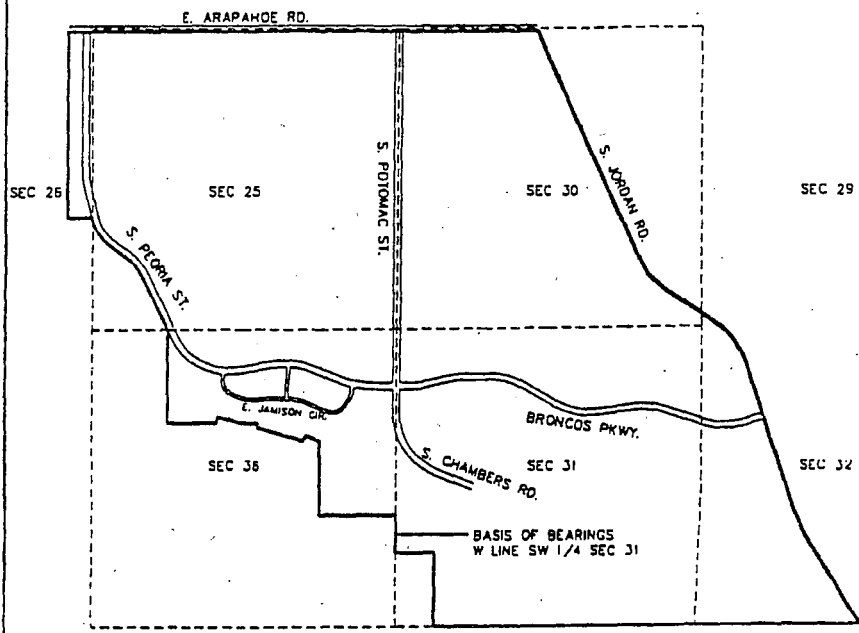 E. ARAPAHOE RD.
S. POTOMAC ST.
S. JORDAN RD.
SEC 26
SEC 25
SEC 30
SEC 29
S. PEORIA ST.
E. JAMISON CIR.
BRONCOS PKWY.
S. CHAMBERS RD.
SEC 36
SEC 31
SEC 32
BASIS OF BEARINGS
W LINE SW 1/4 SEC 31